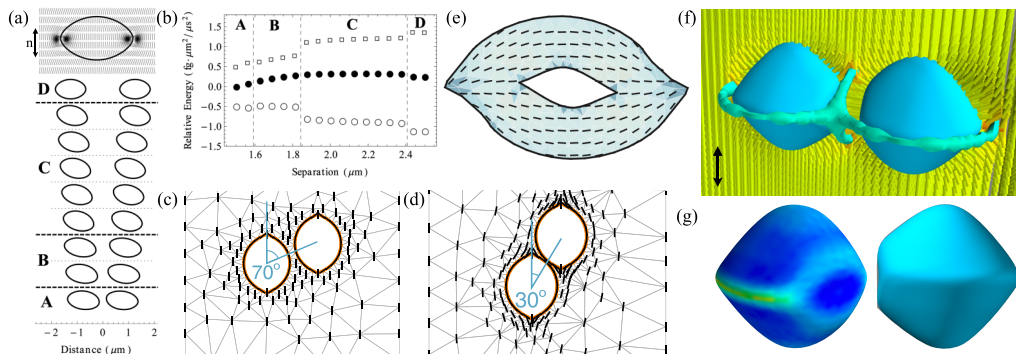 (a)
n
D
C
B
A
−2 −1 0 1 2
Distance (μm)
(b)
A B C D
Relative Energy (fg·μm²/μs²)
1.5
1.0
0.5
0.0
−0.5
−1.0
−1.5
1.6 1.8 2.0 2.2 2.4
Separation (μm)
(c)
70°
(d)
30°
(e)
(f)
(g)